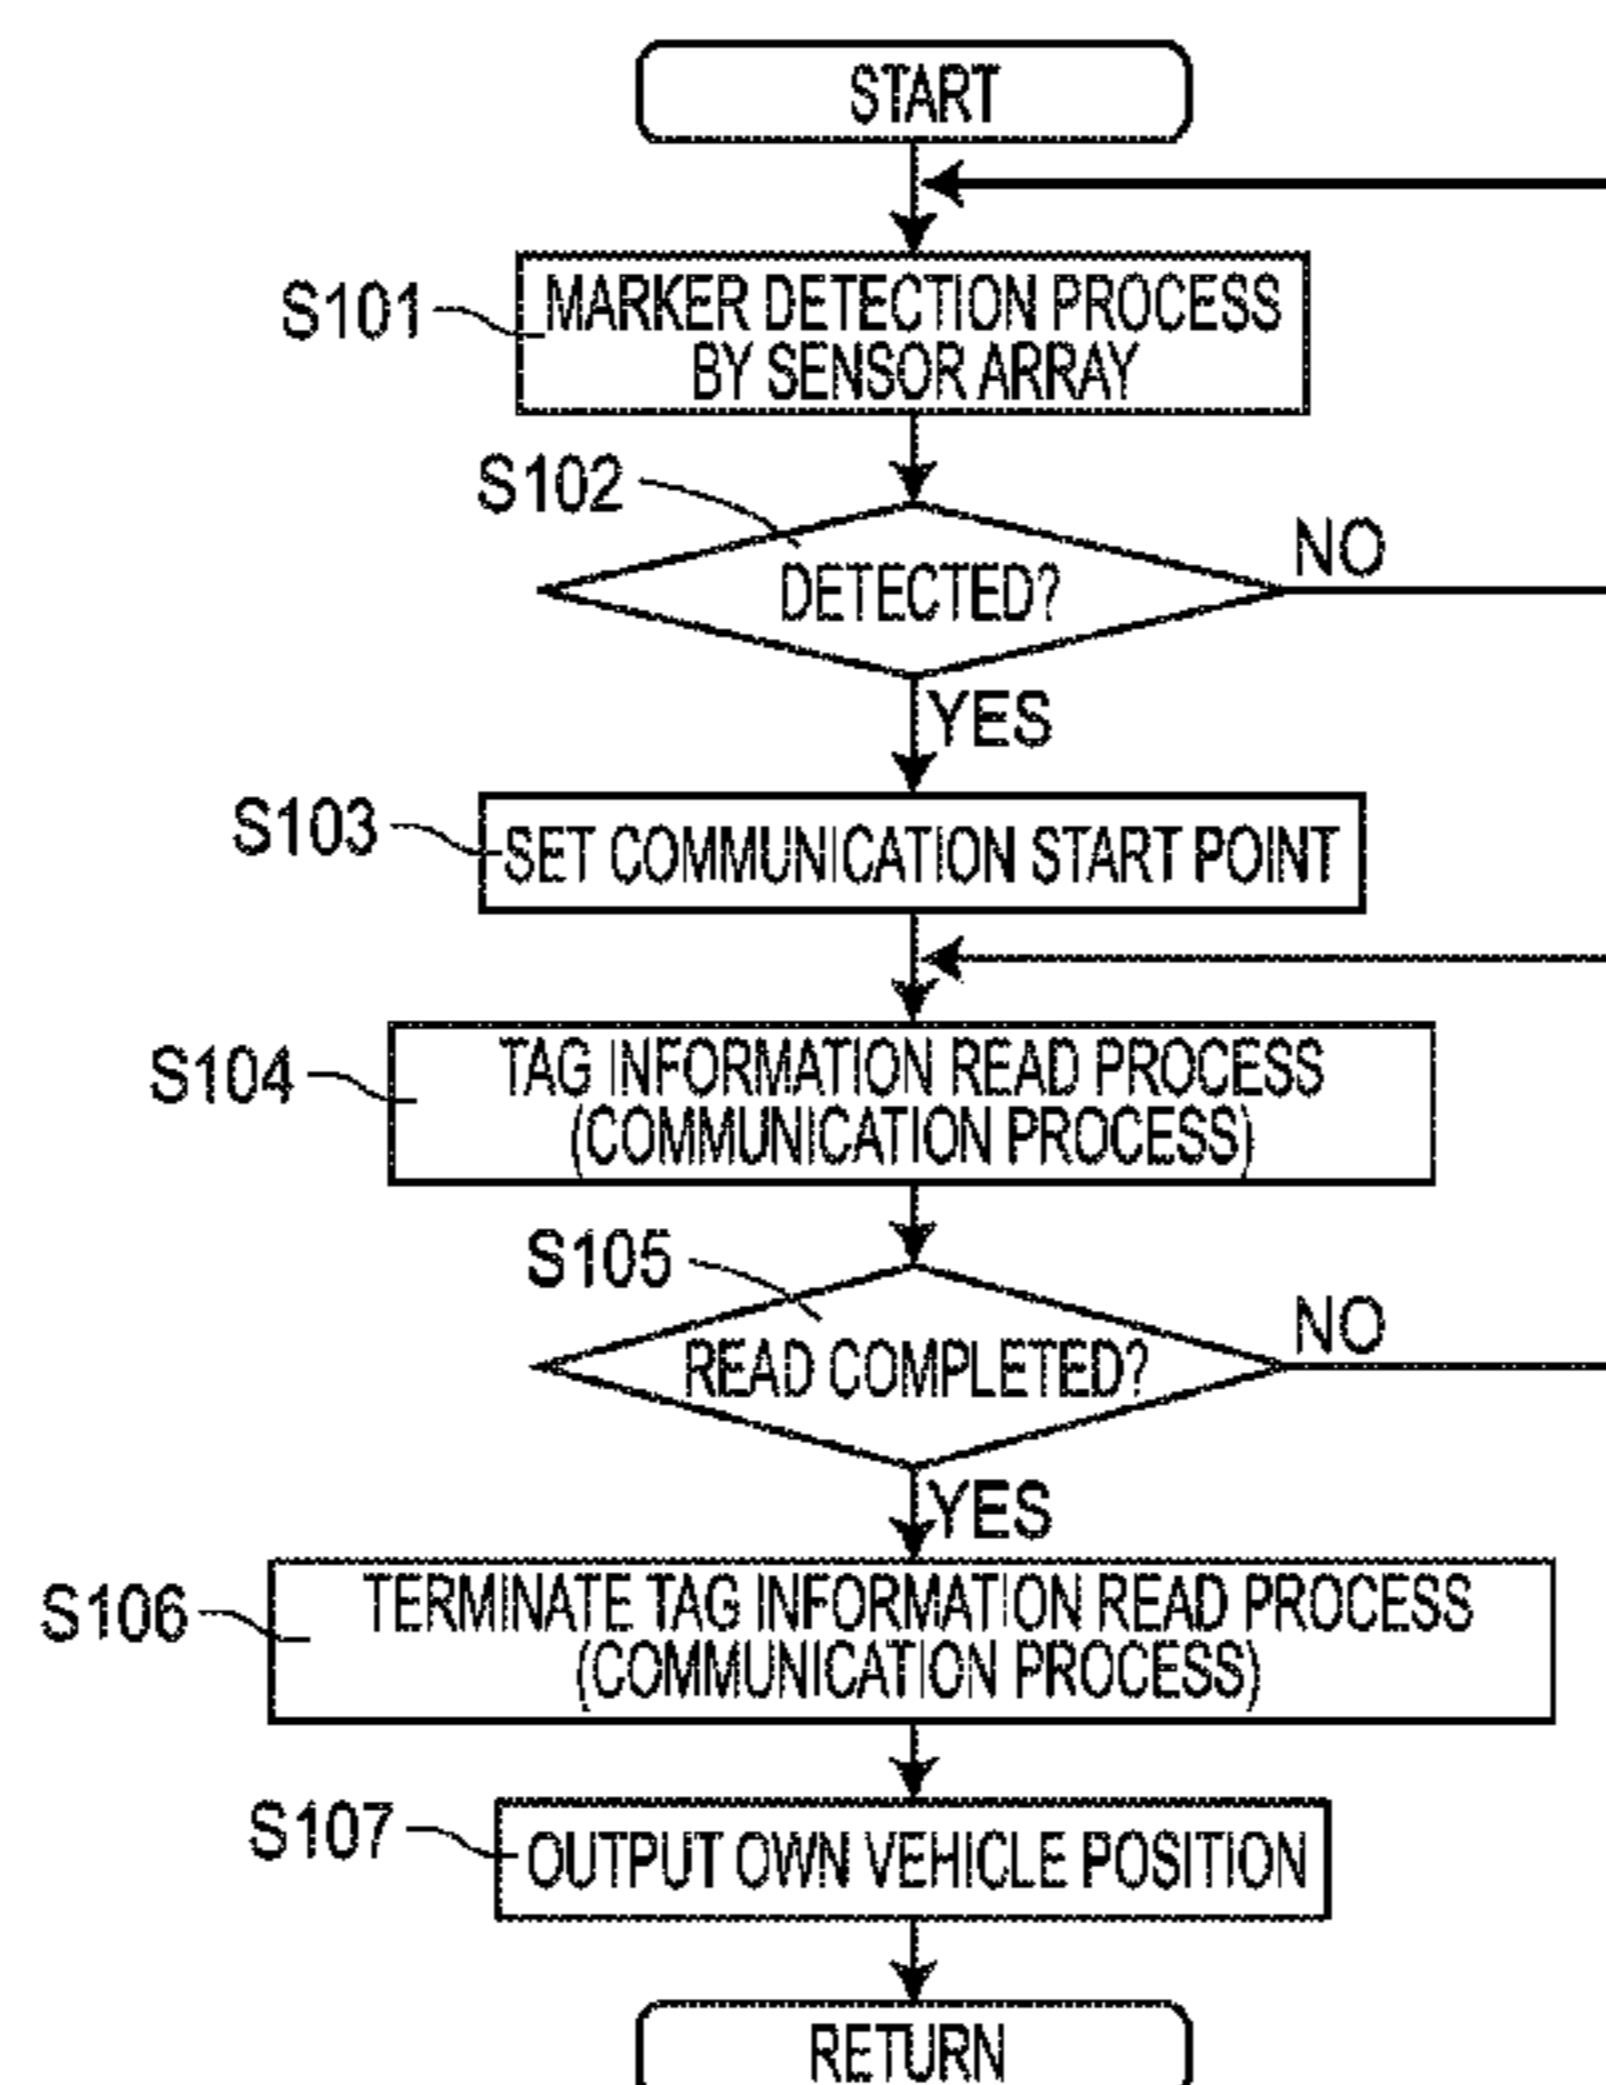 START
S101
MARKER DETECTION PROCESS
BY SENSOR ARRAY
S102
DETECTED?
NO
YES
S103
SET COMMUNICATION START POINT
S104
TAG INFORMATION READ PROCESS
(COMMUNICATION PROCESS)
S105
READ COMPLETED?
NO
YES
S106
TERMINATE TAG INFORMATION READ PROCESS
(COMMUNICATION PROCESS)
S107
OUTPUT OWN VEHICLE POSITION
RETURN